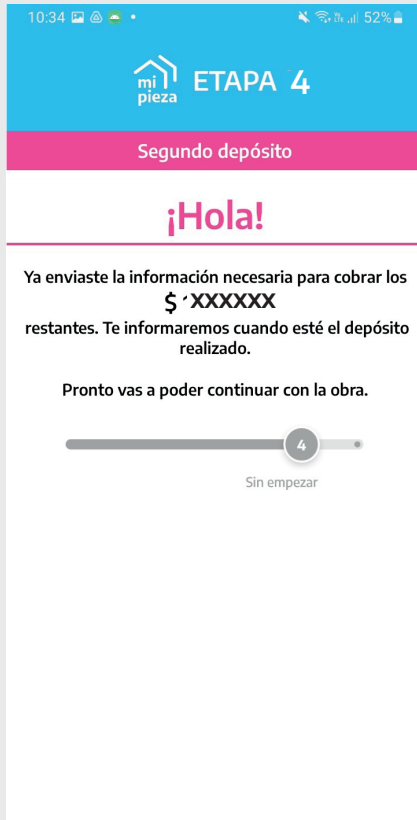 10:34 52%
mi
pieza
ETAPA 4
Segundo depósito
¡Hola!
Ya enviaste la información necesaria para cobrar los
$ 'XXXXXX
restantes. Te informaremos cuando esté el depósito
realizado.
Pronto vas a poder continuar con la obra.
4
Sin empezar